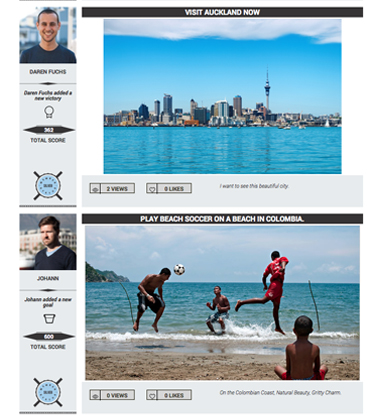 VISIT AUCKLAND NOW
DAREN FUCHS
Daren Fuchs added a
new victory
362
TOTAL SCORE
SILVER
2 VIEWS
0 LIKES
I want to see this beautiful city.
PLAY BEACH SOCCER ON A BEACH IN COLOMBIA.
JOHANN
Johann added a new
goal
600
TOTAL SCORE
SILVER
0 VIEWS
0 LIKES
On the Colombian Coast, Natural Beauty, Gritty Charm.